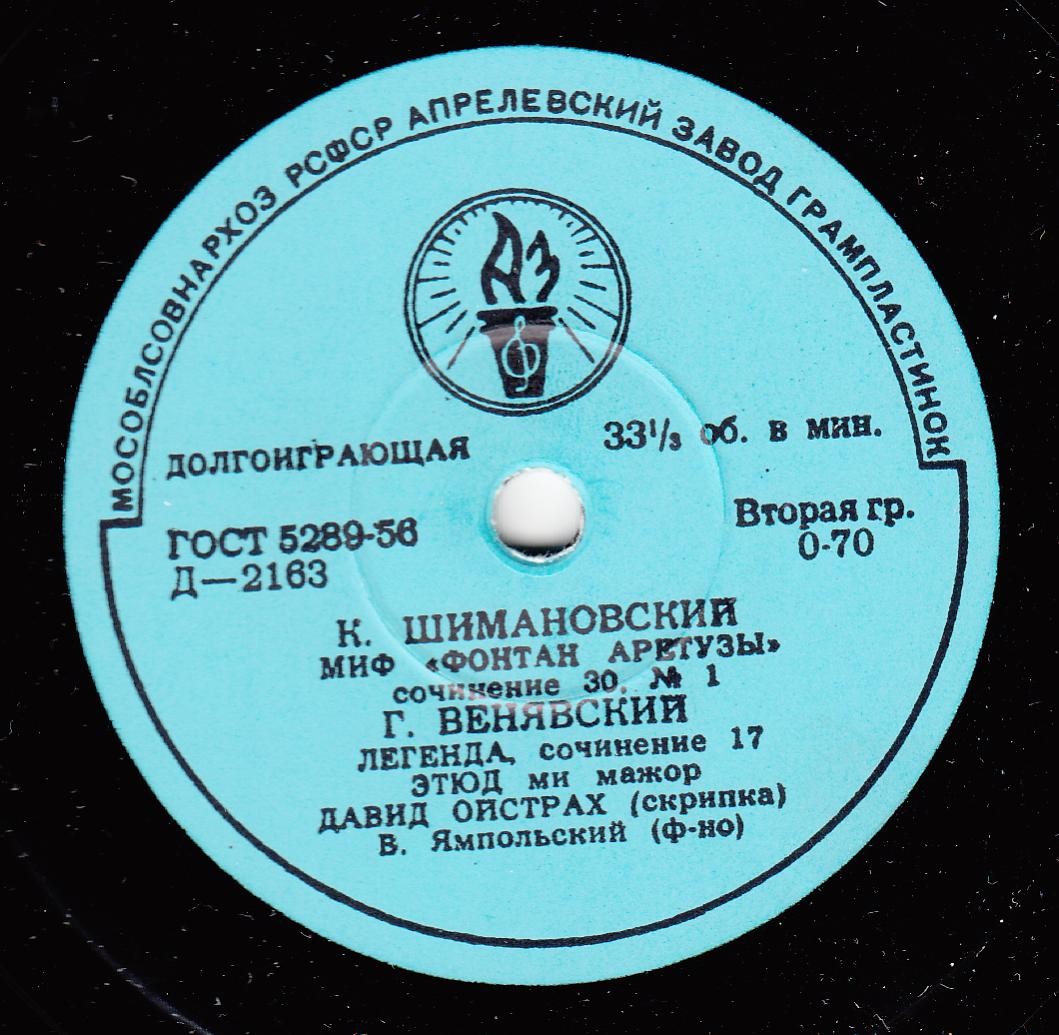 МОСОБЛСОВНАРХОЗ РСФСР АПРЕЛЕВСКИЙ ЗАВОД ГРАМПЛАСТИНОК
АЗ
ДОЛГОИГРАЮЩАЯ
33⅓ об. в мин.
ГОСТ 5289-56
Д—2163
Вторая гр.
0-70
К. ШИМАНОВСКИЙ
МИФ «ФОНТАН АРЕТУЗЫ»
сочинение 30. № 1
Г. ВЕНЯВСКИЙ
ЛЕГЕНДА, сочинение 17
ЭТЮД ми мажор
ДАВИД ОЙСТРАХ (скрипка)
В. Ямпольский (ф-но)